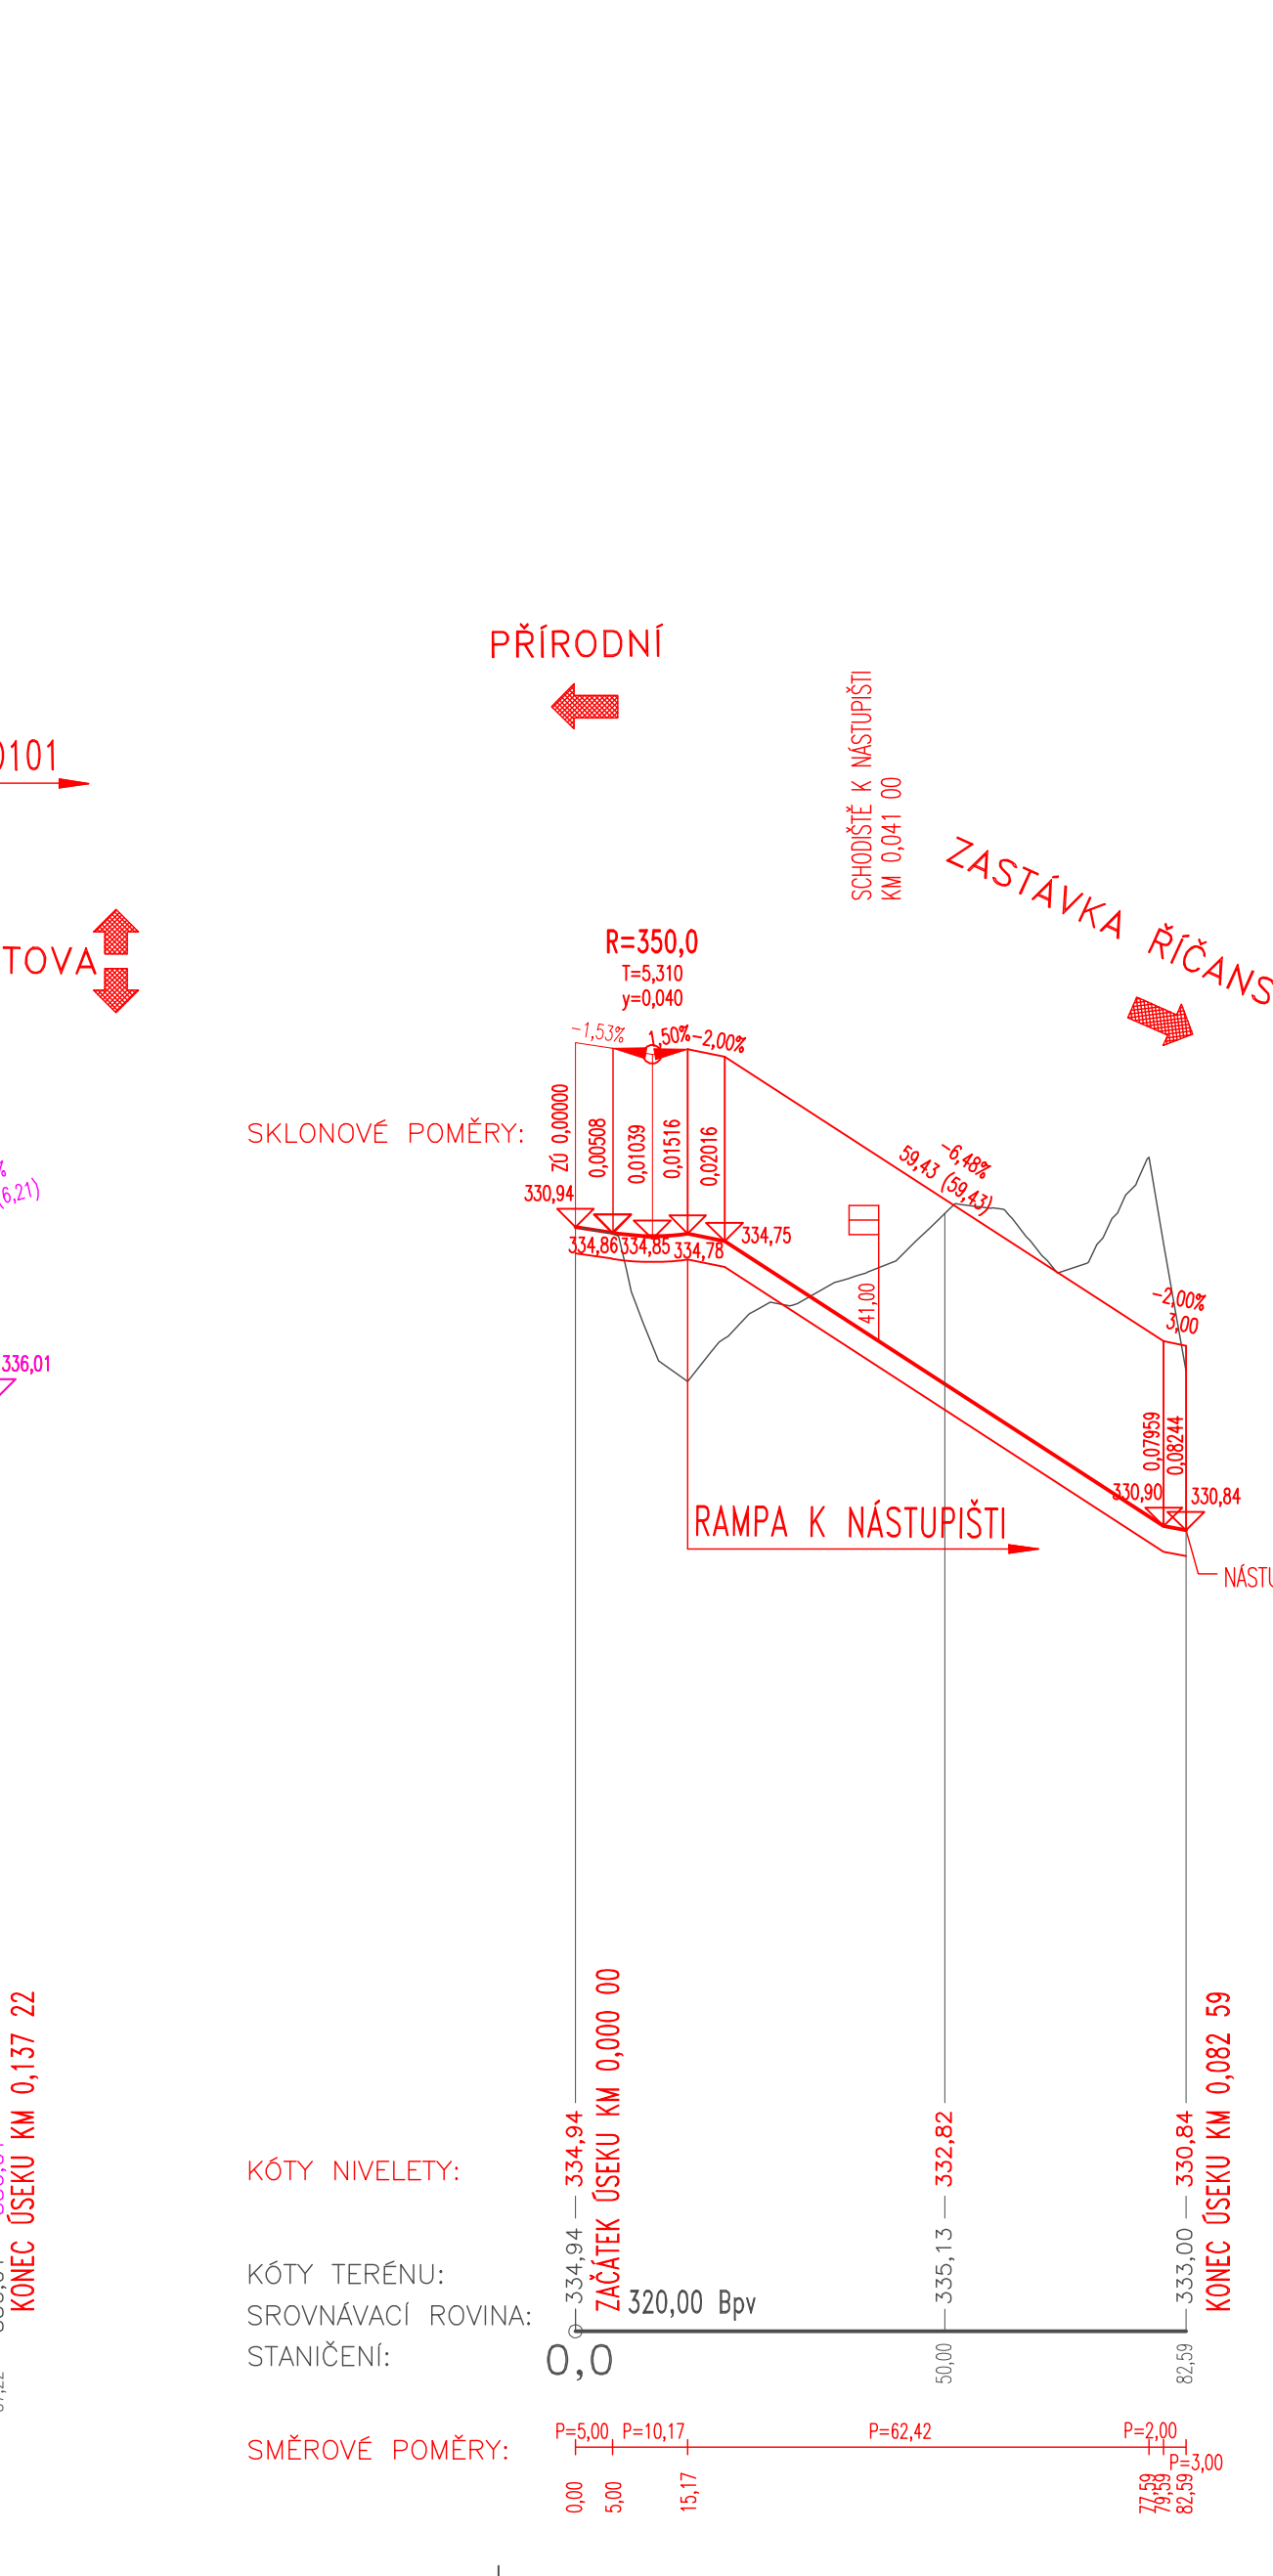 PŘÍRODNÍ
0101
SCHODIŠTĚ K NÁSTUPIŠTI
KM 0,041 00
ZASTÁVKA ŘÍČANS
TOVA
R=350,0
T=5,310
y=0,040
-1,53%
1,50%
-2,00%
SKLONOVÉ POMĚRY:
ZÚ 0,00000
0,00508
0,01039
0,01516
0,02016
-6,48%
59,43 (59,43)
%
6,21)
330,94
334,86
334,85
334,78
334,75
41,00
-2,00%
3,00
336,01
0,07959
0,08244
330,90
330,84
RAMPA K NÁSTUPIŠTI
NÁSTU
KONEC ÚSEKU KM 0,137 22
ZAČÁTEK ÚSEKU KM 0,000 00
KONEC ÚSEKU KM 0,082 59
KÓTY NIVELETY:
334,94
332,82
330,84
KÓTY TERÉNU:
334,94
335,13
333,00
SROVNÁVACÍ ROVINA:
320,00 Bpv
STANIČENÍ:
0,0
50,00
82,59
SMĚROVÉ POMĚRY:
P=5,00
P=10,17
P=62,42
P=2,00
P=3,00
0,00
5,00
15,17
77,59
79,59
82,59